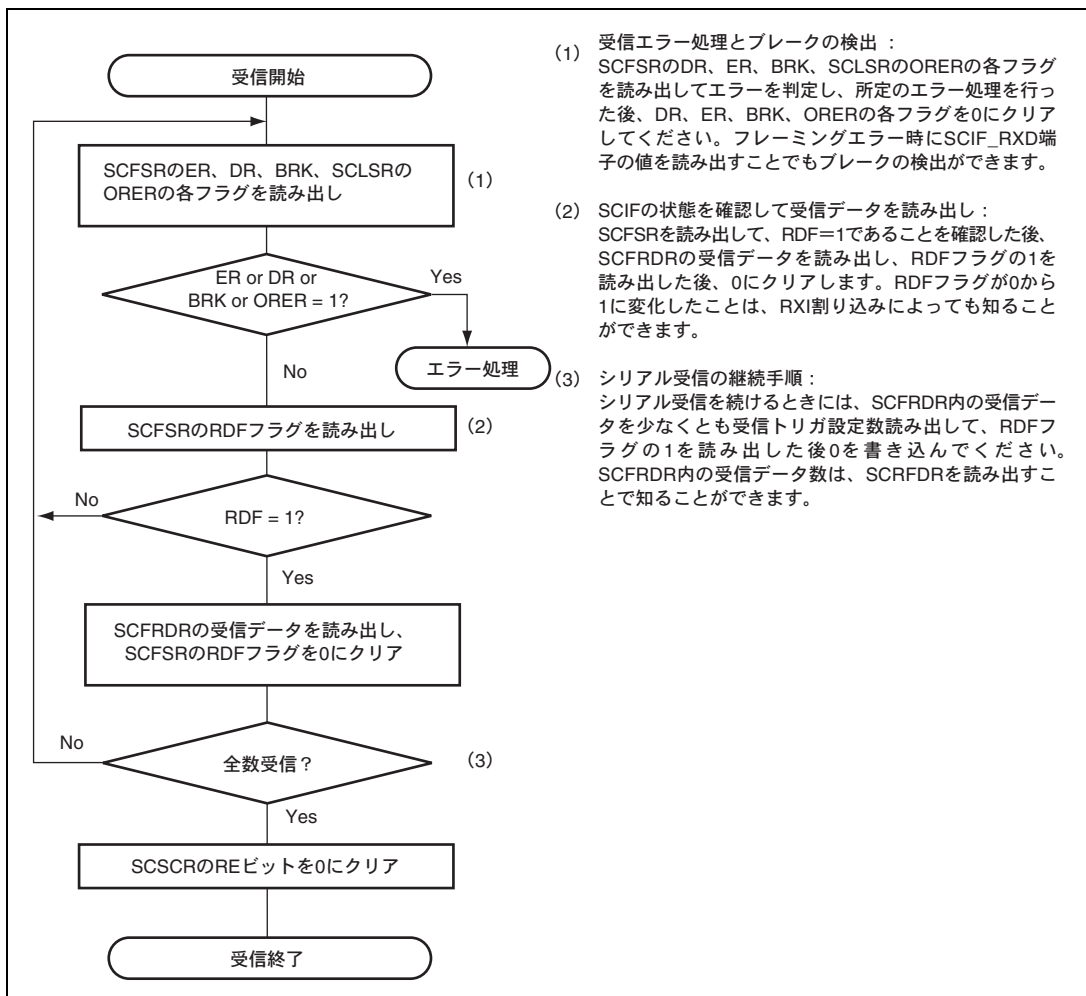 受信開始
SCFSRのER、DR、BRK、SCLSRの
ORERの各フラグを読み出し
(1)
ER or DR or
BRK or ORER = 1?
Yes
エラー処理
No
SCFSRのRDFフラグを読み出し
(2)
No
RDF = 1?
Yes
SCFRDRの受信データを読み出し、
SCFSRのRDFフラグを0にクリア
No
全数受信？
(3)
Yes
SCSCRのREビットを0にクリア
受信終了
(1) 受信エラー処理とブレークの検出：
SCFSRのDR、ER、BRK、SCLSRのORERの各フラグ
を読み出してエラーを判定し、所定のエラー処理を行っ
た後、DR、ER、BRK、ORERの各フラグを0にクリア
してください。フレーミングエラー時にSCIF_RXD端
子の値を読み出すことでもブレークの検出ができます。
(2) SCIFの状態を確認して受信データを読み出し：
SCFSRを読み出して、RDF＝1であることを確認した後、
SCFRDRの受信データを読み出し、RDFフラグの1を
読み出した後、0にクリアします。RDFフラグが0から
1に変化したことは、RXI割り込みによっても知ること
ができます。
(3) シリアル受信の継続手順：
シリアル受信を続けるときには、SCFRDR内の受信デー
タを少なくとも受信トリガ設定数読み出して、RDFフ
ラグの1を読み出した後0を書き込んでください。
SCFRDR内の受信データ数は、SCRFDRを読み出すこ
とで知ることができます。